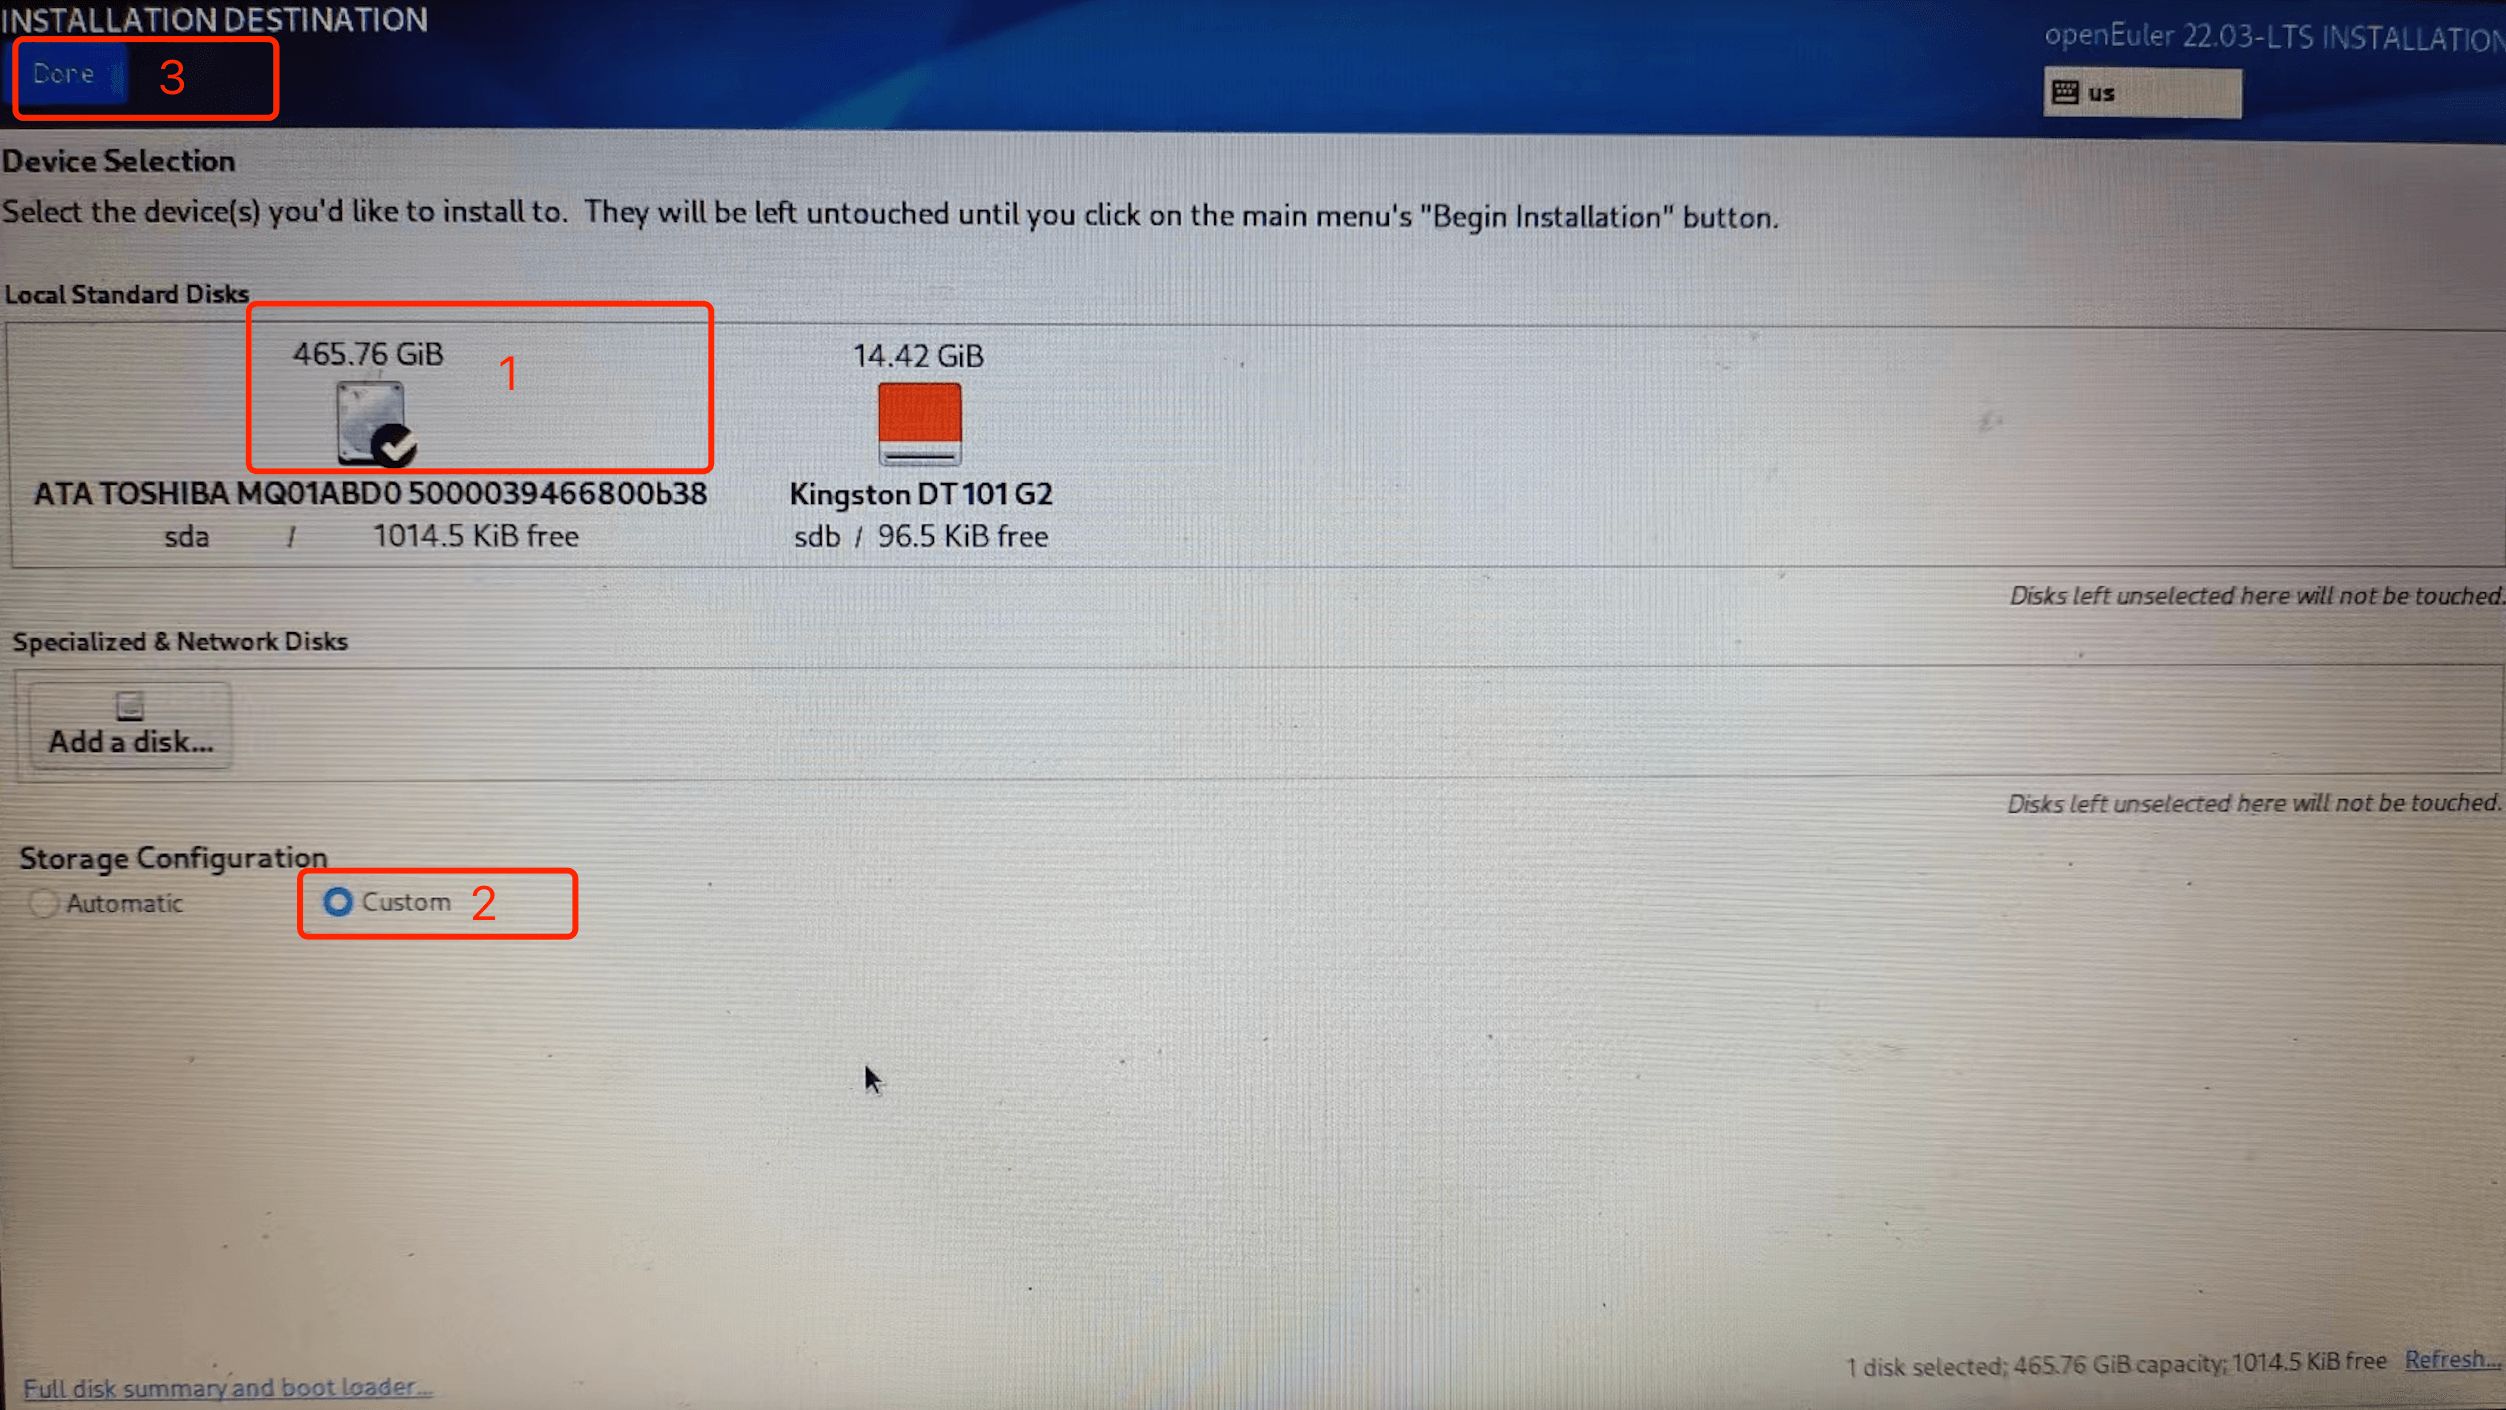 INSTALLATION DESTINATION
openEuler 22.03-LTS INSTALLATION
Done
3
us
Device Selection
Select the device(s) you'd like to install to. They will be left untouched until you click on the main menu's "Begin Installation" button.
Local Standard Disks
465.76 GiB
1
14.42 GiB
ATA TOSHIBA MQ01ABD0 5000039466800b38
Kingston DT 101 G2
sda / 1014.5 KiB free
sdb / 96.5 KiB free
Disks left unselected here will not be touched.
Specialized & Network Disks
Add a disk...
Disks left unselected here will not be touched.
Storage Configuration
Automatic
Custom
2
1 disk selected; 465.76 GiB capacity; 1014.5 KiB free
Refresh...
Full disk summary and boot loader...